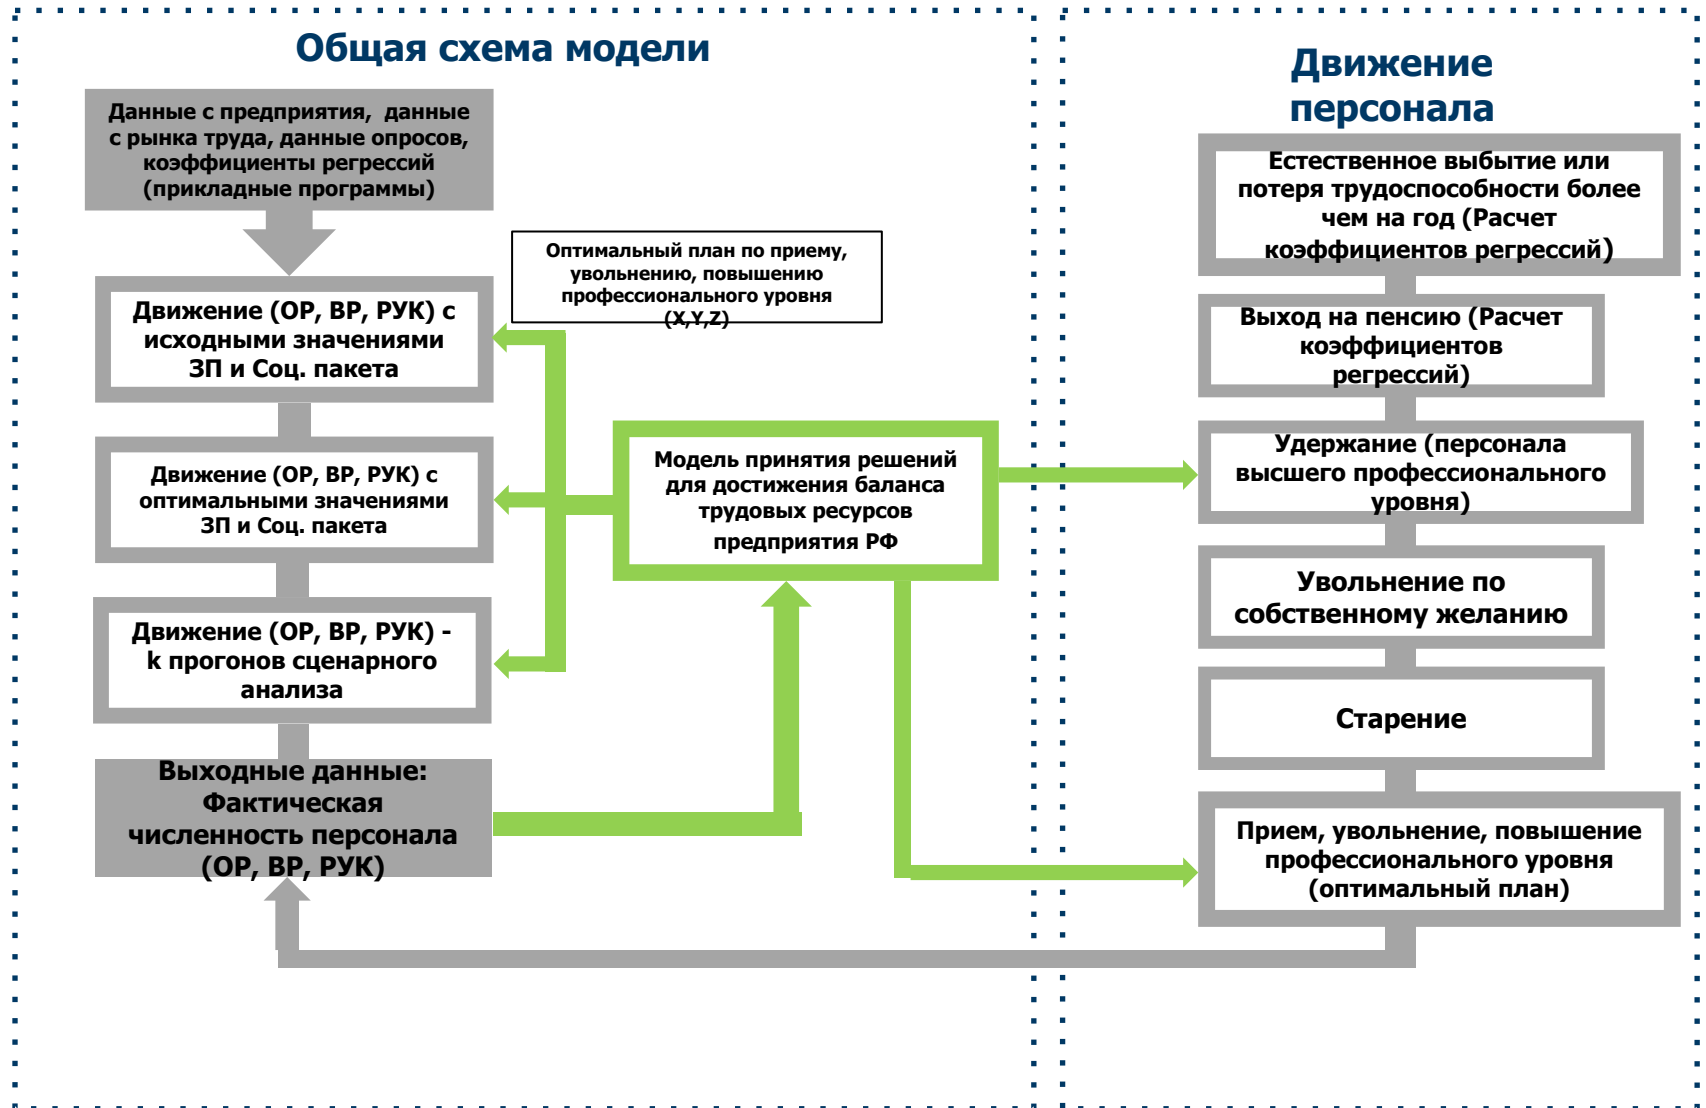 Общая схема модели
Данные с предприятия, данные
с рынка труда, данные опросов,
коэффициенты регрессий
(прикладные программы)
Оптимальный план по приему,
увольнению, повышению
профессионального уровня
(X,Y,Z)
Движение (ОР, ВР, РУК) с
исходными значениями
ЗП и Соц. пакета
Движение (ОР, ВР, РУК) с
оптимальными значениями
ЗП и Соц. пакета
Модель принятия решений
для достижения баланса
трудовых ресурсов
предприятия РФ
Движение (ОР, ВР, РУК) -
k прогонов сценарного
анализа
Выходные данные:
Фактическая
численность персонала
(ОР, ВР, РУК)
Движение
персонала
Естественное выбытие или
потеря трудоспособности более
чем на год (Расчет
коэффициентов регрессий)
Выход на пенсию (Расчет
коэффициентов
регрессий)
Удержание (персонала
высшего профессионального
уровня)
Увольнение по
собственному желанию
Старение
Прием, увольнение, повышение
профессионального уровня
(оптимальный план)